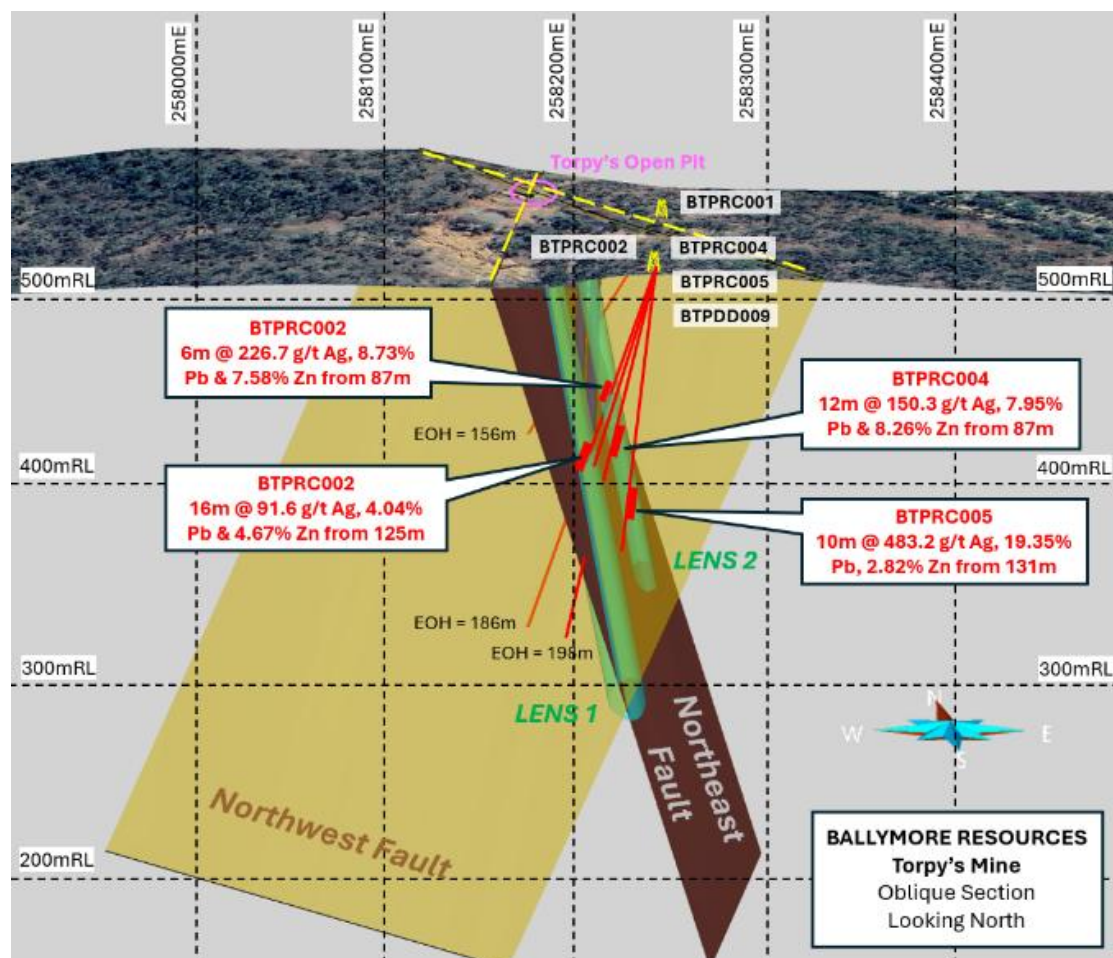 258000mE
258100mE
258200mE
258300mE
258400mE
Torpy's Open Pit
BTPRC001
BTPRC002
BTPRC004
500mRL
BTPRC005
500mRL
BTPDD009
BTPRC002
6m @ 226.7 g/t Ag, 8.73%
Pb & 7.58% Zn from 87m
BTPRC004
12m @ 150.3 g/t Ag, 7.95%
Pb & 8.26% Zn from 87m
EOH = 156m
400mRL
400mRL
BTPRC002
16m @ 91.6 g/t Ag, 4.04%
Pb & 4.67% Zn from 125m
BTPRC005
10m @ 483.2 g/t Ag, 19.35%
Pb, 2.82% Zn from 131m
LENS 2
EOH = 186m
EOH = 198m
300mRL
300mRL
LENS 1
Northeast
Fault
N
W
E
S
Northwest Fault
200mRL
BALLYMORE RESOURCES
Torpy's Mine
Oblique Section
Looking North